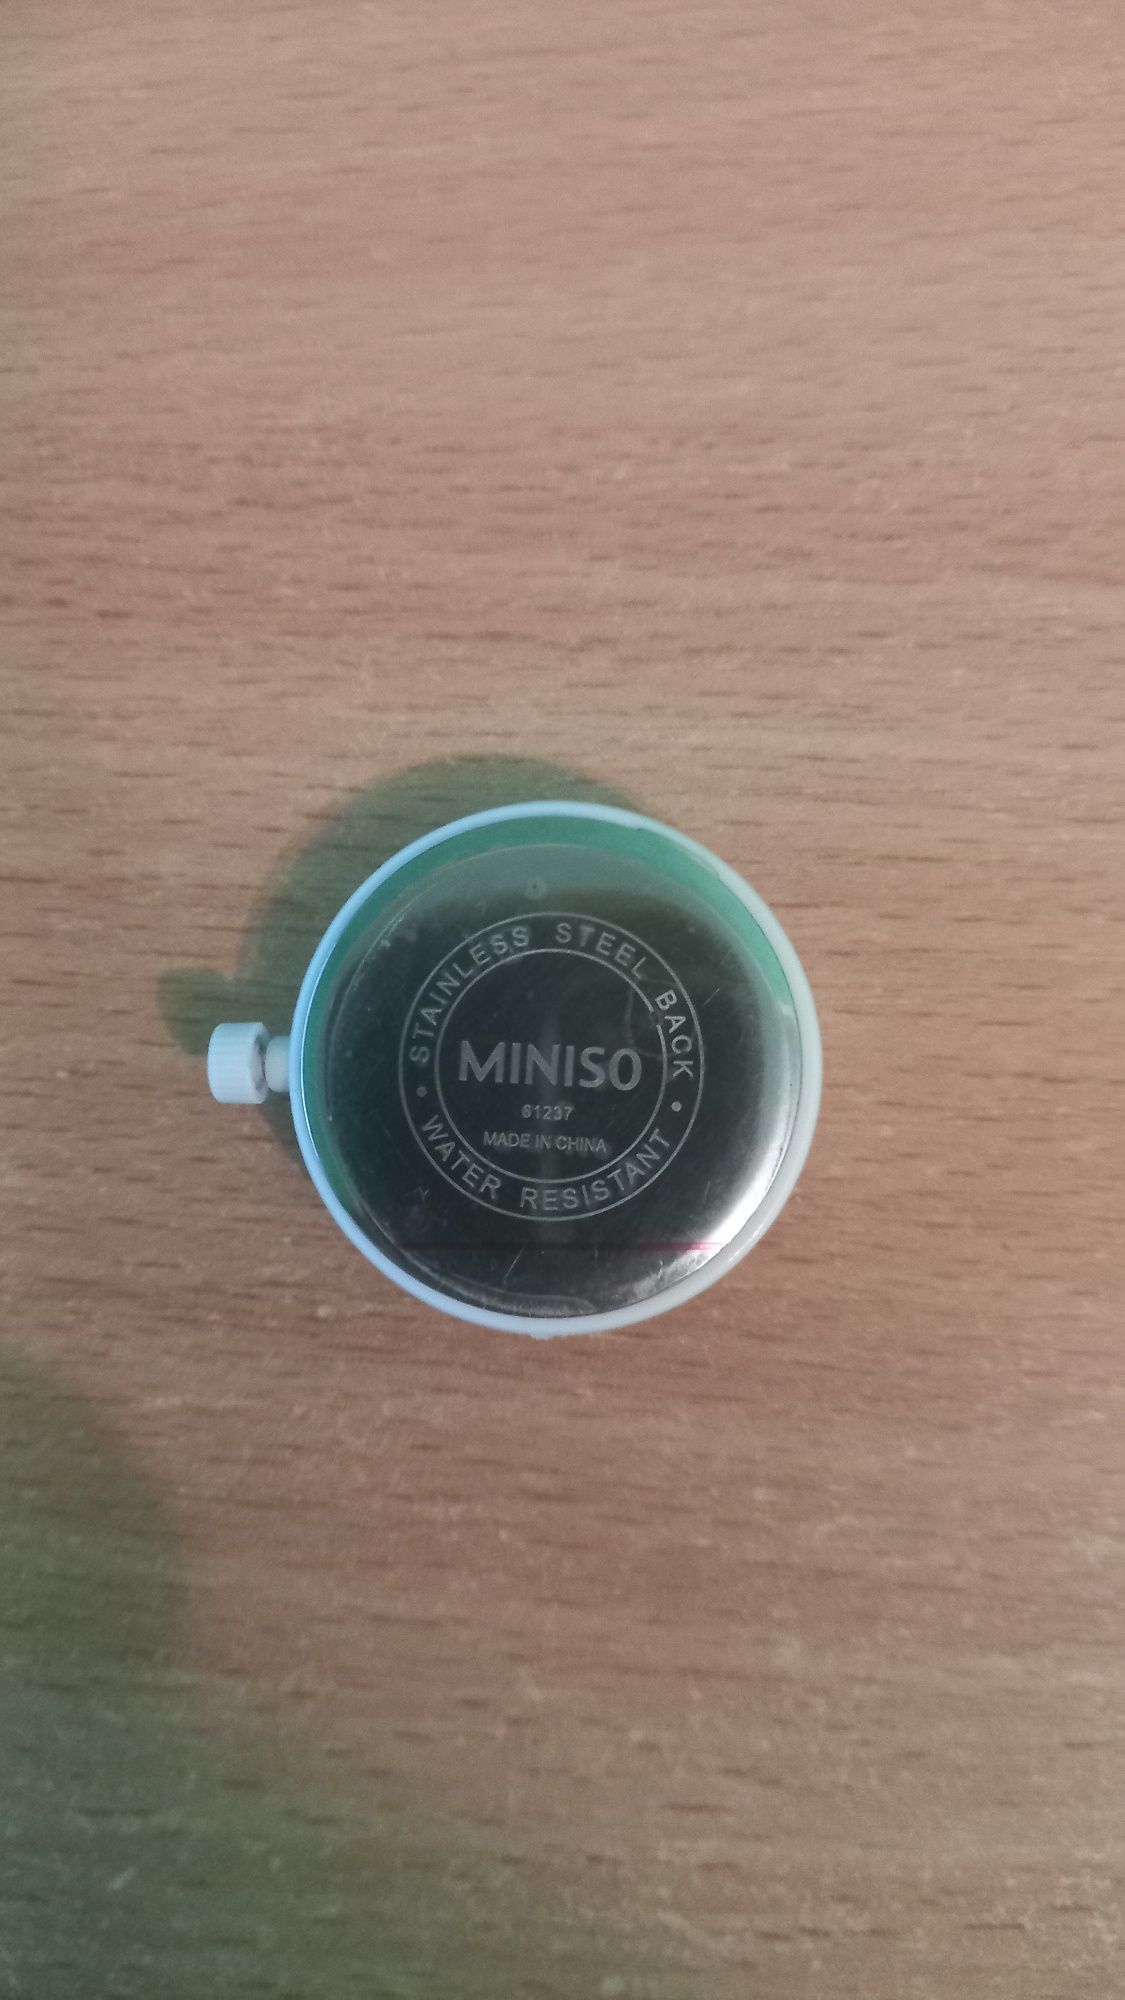 STAINLESS STEEL BACK
MINISO
61237
MADE IN CHINA
WATER RESISTANT